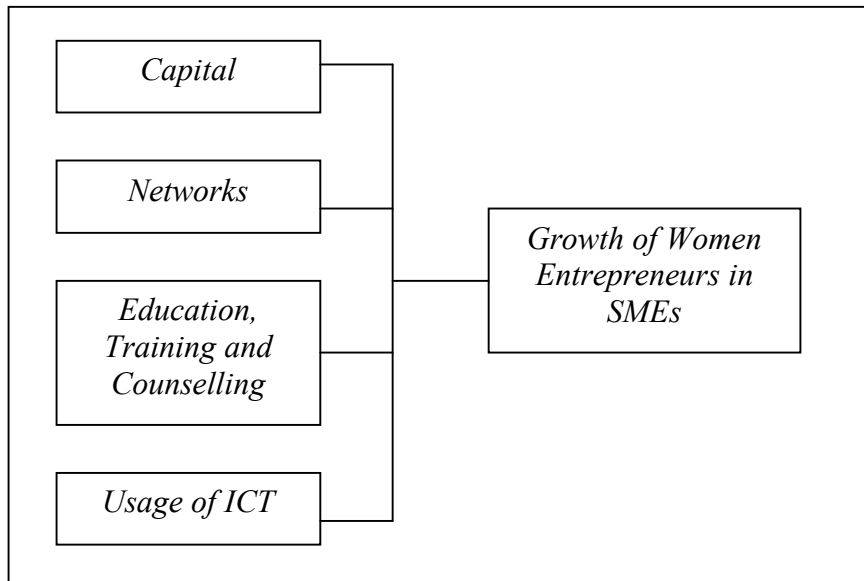 Capital
Networks
Education,
Training and
Counselling
Usage of ICT
Growth of Women
Entrepreneurs in
SMEs